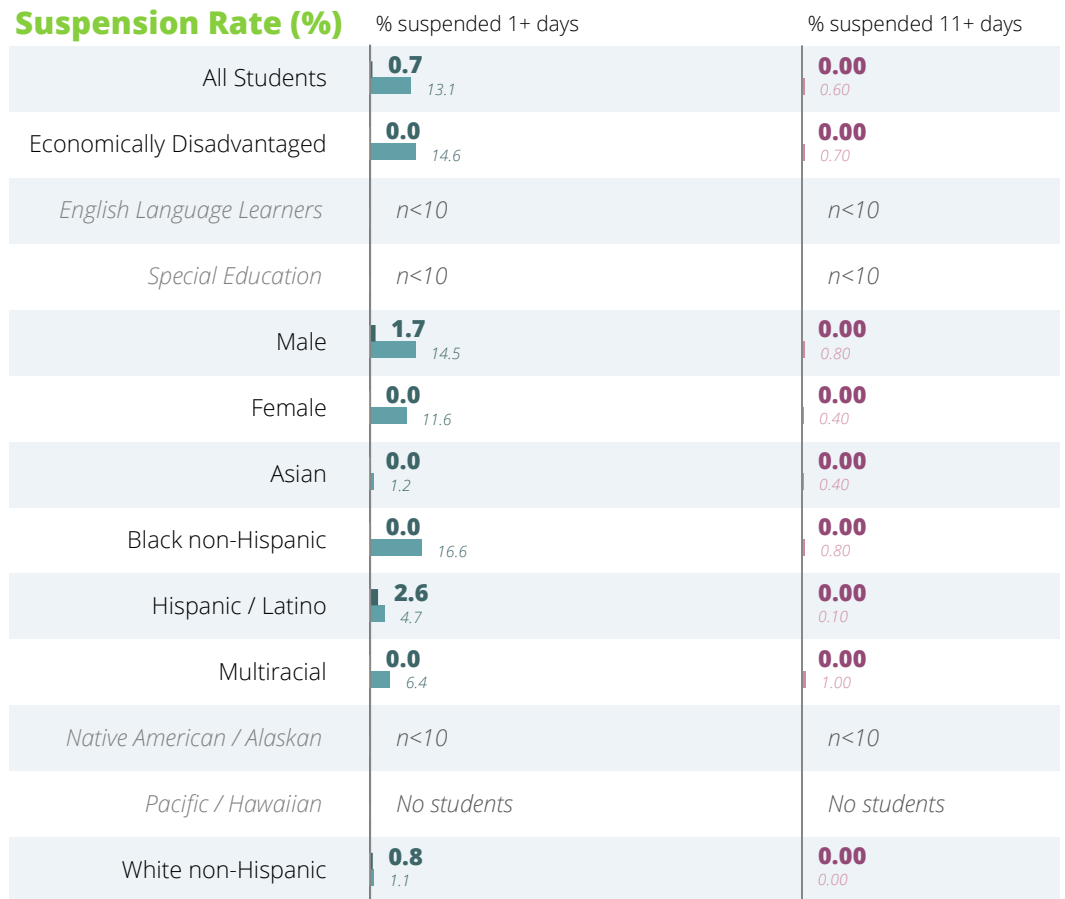 Suspension Rate (%) % suspended 1+ days % suspended 11+ days
All Students 0.7 13.1 0.00 0.60
Economically Disadvantaged 0.0 14.6 0.00 0.70
English Language Learners n<10 n<10
Special Education n<10 n<10
Male 1.7 14.5 0.00 0.80
Female 0.0 11.6 0.00 0.40
Asian 0.0 1.2 0.00 0.40
Black non-Hispanic 0.0 16.6 0.00 0.80
Hispanic / Latino 2.6 4.7 0.00 0.10
Multiracial 0.0 6.4 0.00 1.00
Native American / Alaskan n<10 n<10
Pacific / Hawaiian No students No students
White non-Hispanic 0.8 1.1 0.00 0.00